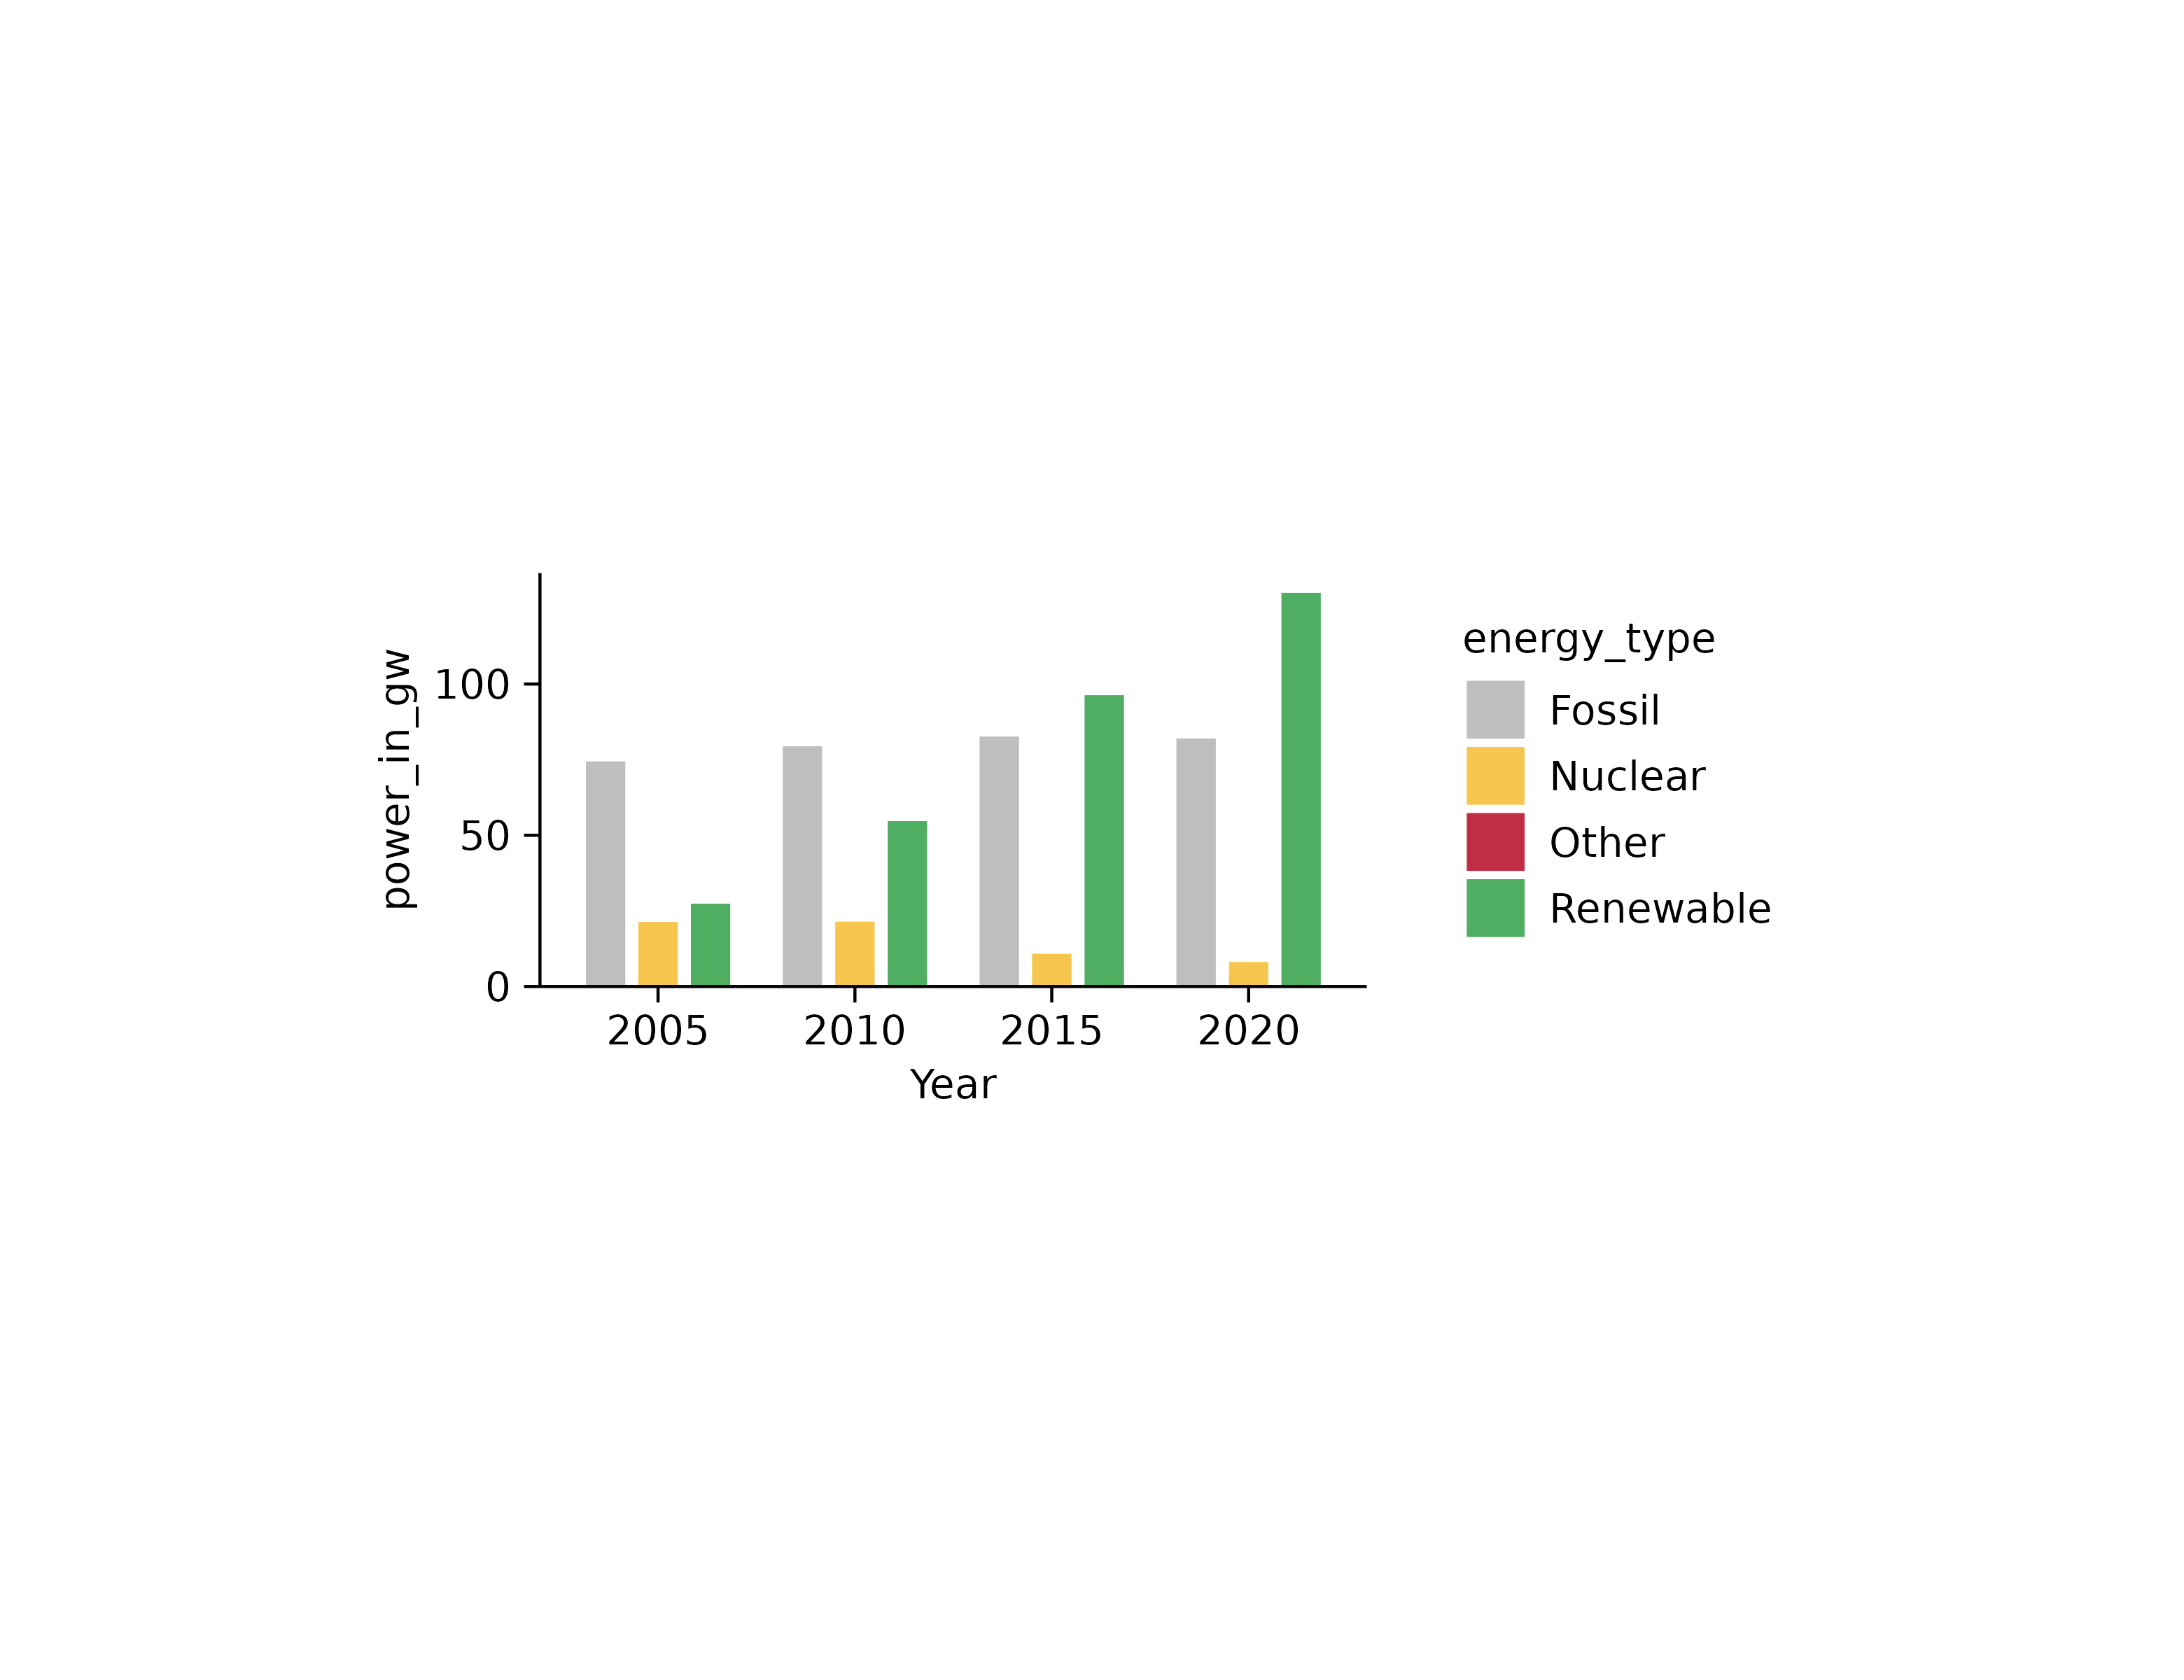 power_in_gw
100
50
0
2005 2010 2015 2020
Year
energy_type
Fossil
Nuclear
Other
Renewable